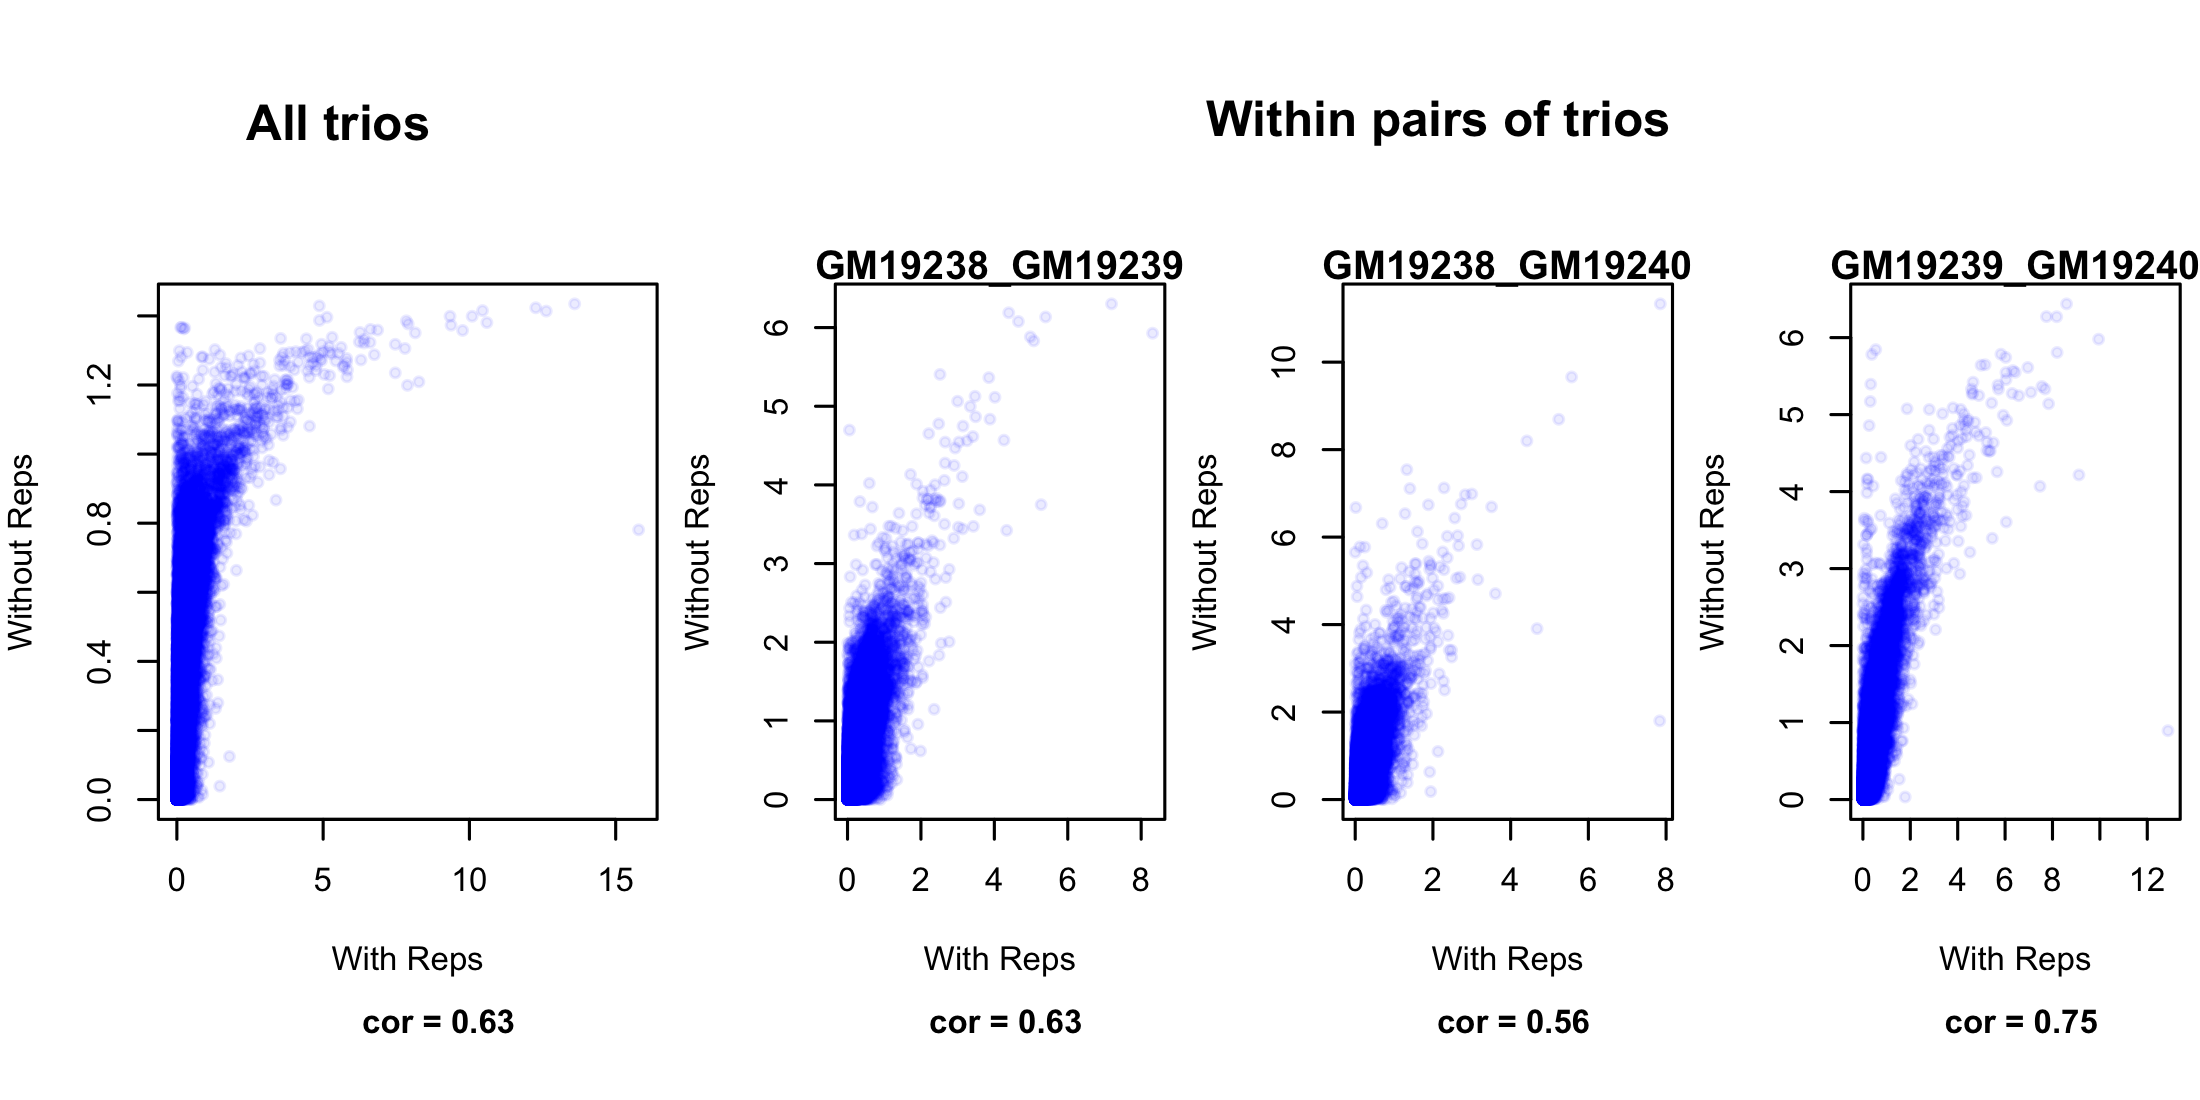 All trios
Within pairs of trios
GM19238_GM19239
GM19238_GM19240
GM19239_GM19240
Without Reps
0.0 0.4 0.8 1.2
0 5 10 15
With Reps
cor = 0.63
Without Reps
0 1 2 3 4 5 6
0 2 4 6 8
With Reps
cor = 0.63
Without Reps
0 2 4 6 8 10
0 2 4 6 8
With Reps
cor = 0.56
Without Reps
0 1 2 3 4 5 6
0 2 4 6 8 12
With Reps
cor = 0.75